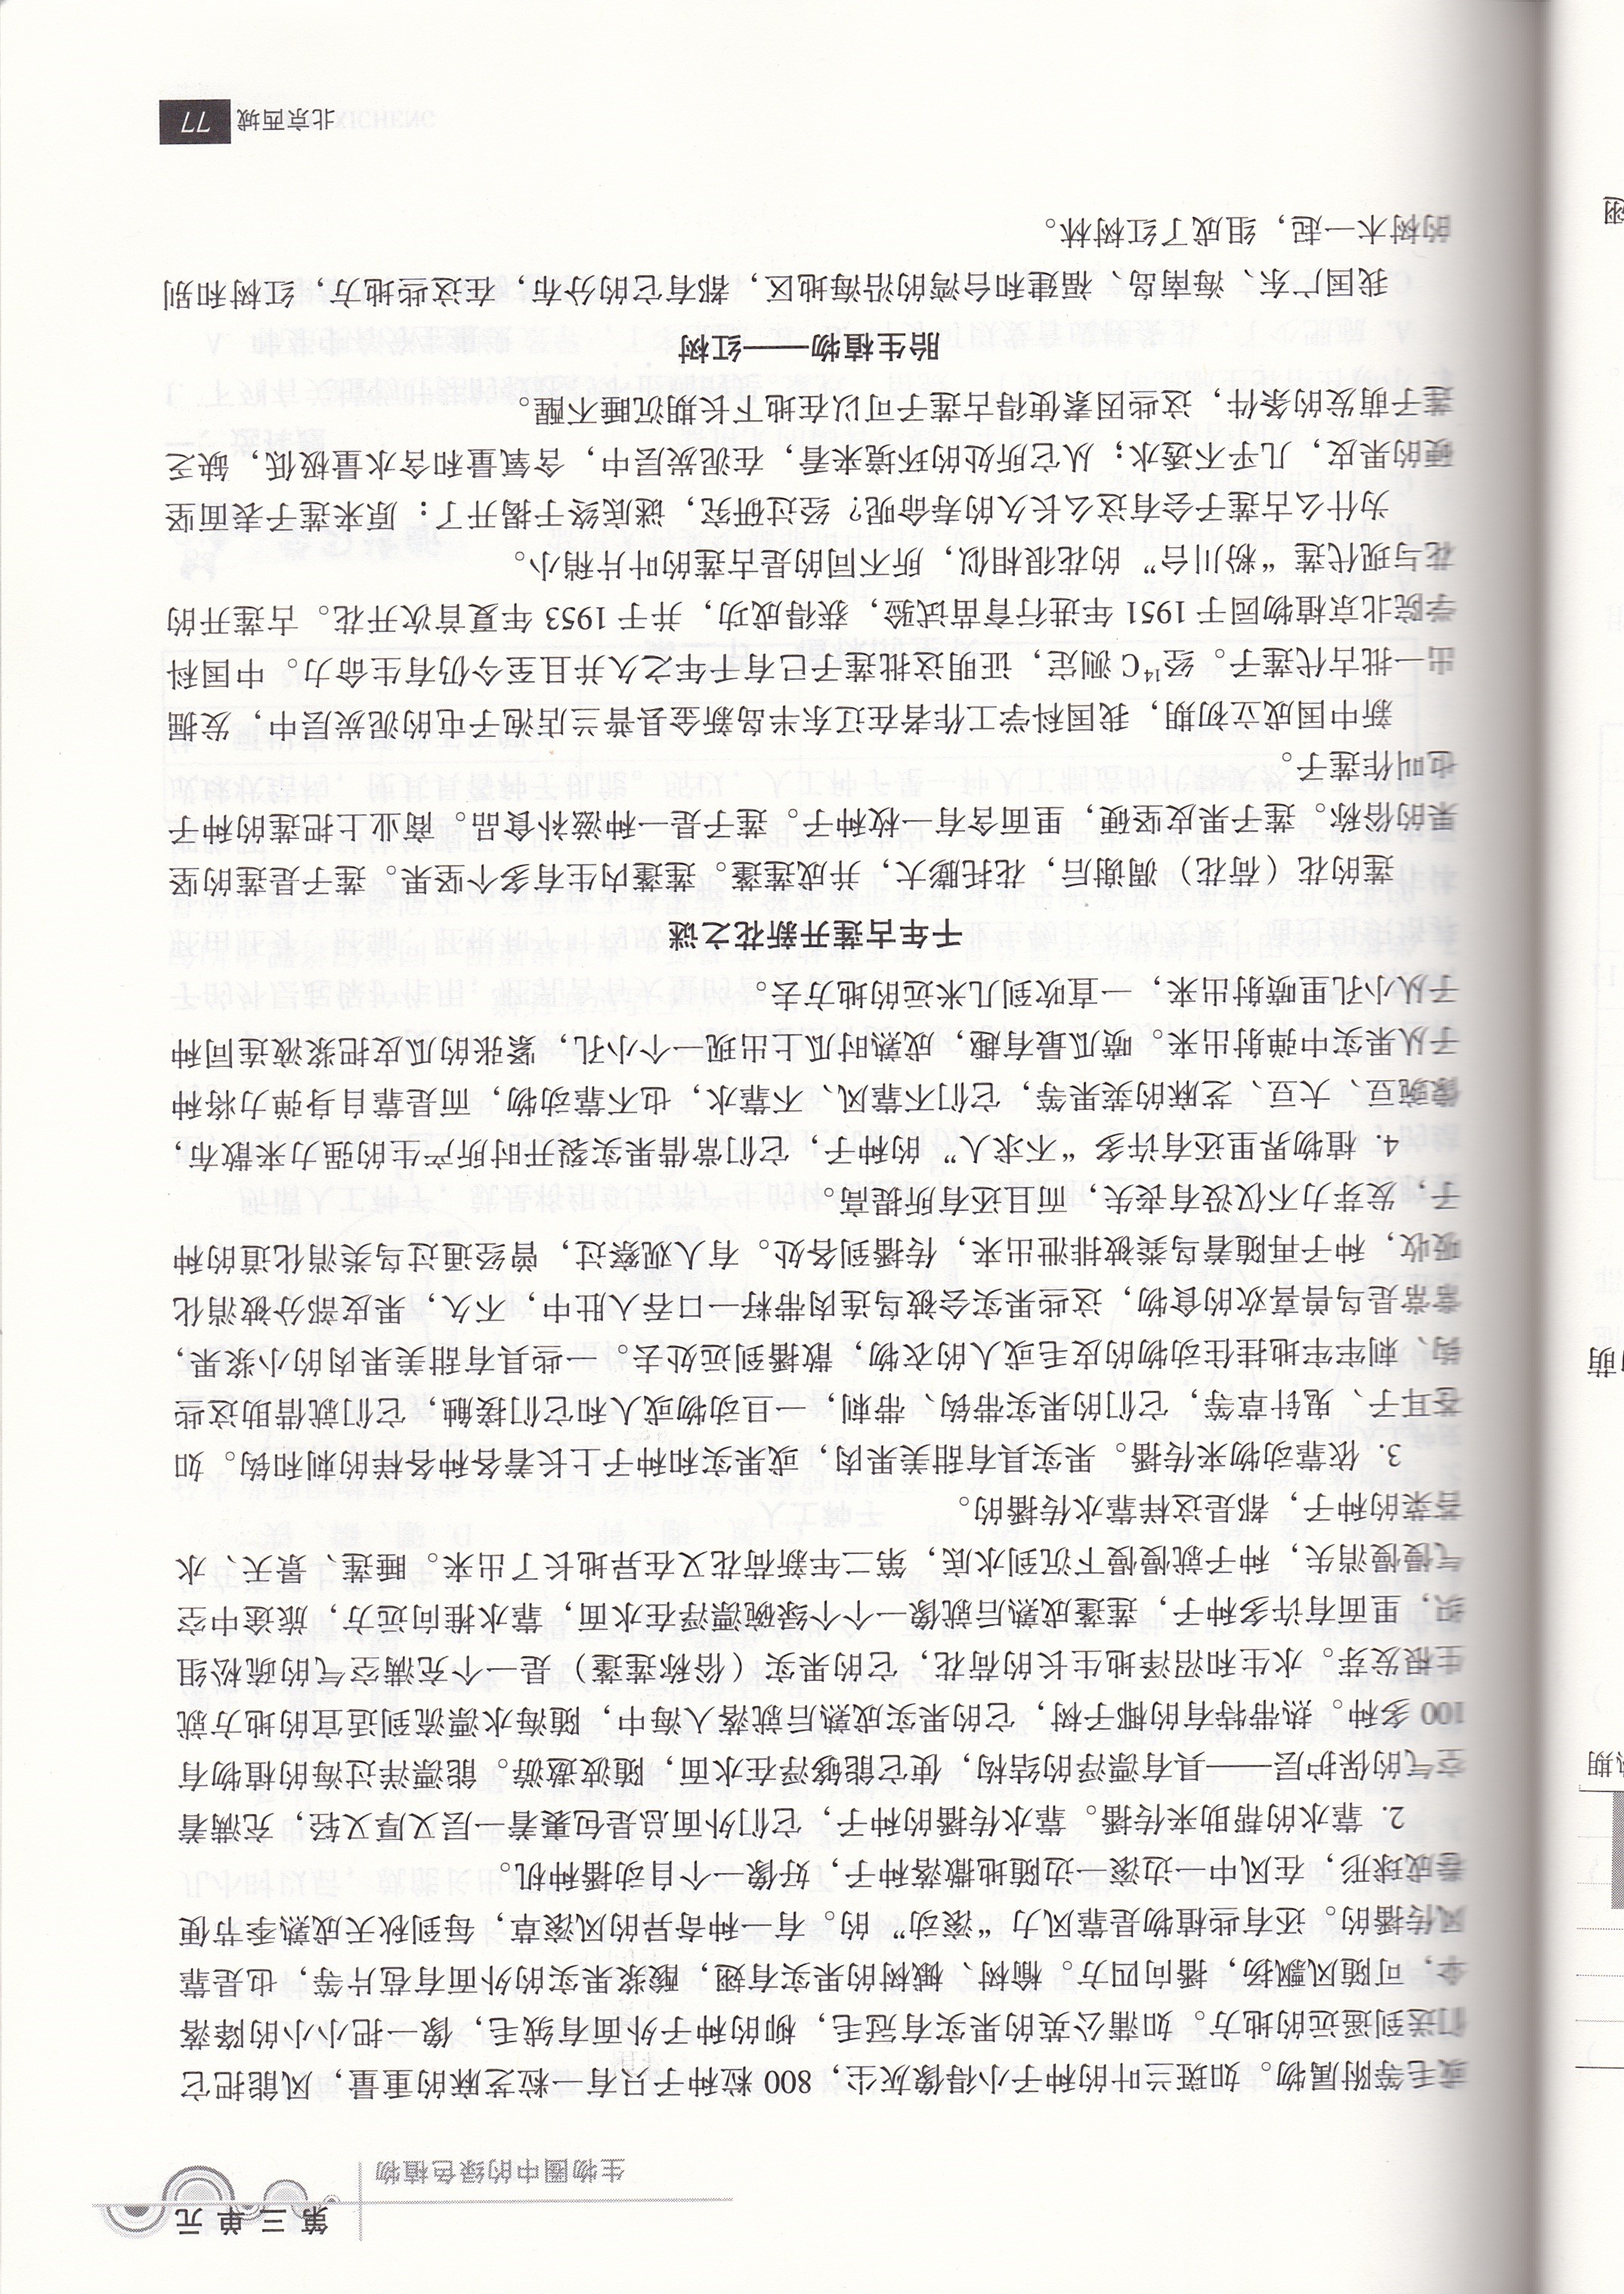 第三单元
生物圈中的绿色植物
或毛等附属物。如斑兰叶的种子小得像灰尘，800 粒种子只有一粒芝麻的重量，风能把它
们送到遥远的地方。如蒲公英的果实有冠毛，柳的种子外面有绒毛，像一把小小的降落
伞，可随风飘扬，播向四方。榆树、槭树的果实有翅，酸浆果实的外面有苞片等，也是靠
风传播的。还有些植物是靠风力“滚动”的。有一种奇异的风滚草，每到秋天成熟季节便
卷成球形，在风中一边滚一边随地撒落种子，好像一个自动播种机。
2. 靠水的帮助来传播。靠水传播的种子，它们外面总是包裹着一层又厚又轻，充满着
空气的保护层——具有漂浮的结构，使它能够浮在水面，随波遨游。能漂洋过海的植物有
100 多种。热带特有的椰子树，它的果实成熟后就落入海中，随海水漂流到适宜的地方就
生根发芽。水生和沼泽地生长的荷花，它的果实（俗称莲蓬）是一个充满空气的疏松组
织，里面有许多种子，莲蓬成熟后就像一个个绿碗漂浮在水面，靠水推向远方，旅途中空
气慢慢消失，种子就慢慢下沉到水底，第二年新荷花又在异地长了出来。睡莲、景天、水
苔菜的种子，都是这样靠水传播的。
3. 依靠动物来传播。果实具有甜美果肉，或果实和种子上长着各种各样的刺和钩。如
苍耳子、鬼针草等，它们的果实带钩、带刺，一旦动物或人和它们接触，它们就借助这些
钩、刺牢牢地挂住动物的皮毛或人的衣物，散播到远处去。一些具有甜美果肉的小浆果，
常常是鸟兽喜欢的食物，这些果实会被鸟连肉带籽一口吞入肚中，不久，果皮部分被消化
吸收，种子再随着鸟粪被排泄出来，传播到各处。有人观察过，曾经通过鸟类消化道的种
子，发芽力不仅没有丧失，而且还有所提高。
4. 植物界里还有许多“不求人”的种子，它们常借果实裂开时所产生的强力来散布，
像豌豆、大豆、芝麻的荚果等，它们不靠风、不靠水，也不靠动物，而是靠自身弹力将种
子从果实中弹射出来。喷瓜最有趣，成熟时瓜上出现一个小孔，紧张的瓜皮把浆液连同种
子从小孔里喷射出来，一直吹到几米远的地方去。
千年古莲开新花之谜
莲的花（荷花）凋谢后，花托膨大，并成莲蓬。莲蓬内生有多个坚果。莲子是莲的坚
果的俗称。莲子果皮坚硬，里面含有一枚种子。莲子是一种滋补食品。商业上把莲的种子
也叫作莲子。
新中国成立初期，我国科学工作者在辽东半岛新金县普兰店泡子屯的泥炭层中，发掘
出一批古代莲子。经¹⁴C 测定，证明这批莲子已有千年之久并且至今仍有生命力。中国科
学院北京植物园于 1951 年进行育苗试验，获得成功，并于 1953 年夏首次开花。古莲开的
花与现代莲“粉川台”的花很相似，所不同的是古莲的叶片稍小。
为什么古莲子会有这么长久的寿命呢？经过研究，谜底终于揭开了：原来莲子表面坚
硬的果皮，几乎不透水；从它所处的环境来看，在泥炭层中，含氧量和含水量极低，缺乏
莲子萌发的条件，这些因素使得古莲子可以在地下长期沉睡不醒。
胎生植物——红树
我国广东、海南岛、福建和台湾的沿海地区，都有它的分布，在这些地方，红树和别
的树木一起，组成了红树林。
北京西城 77